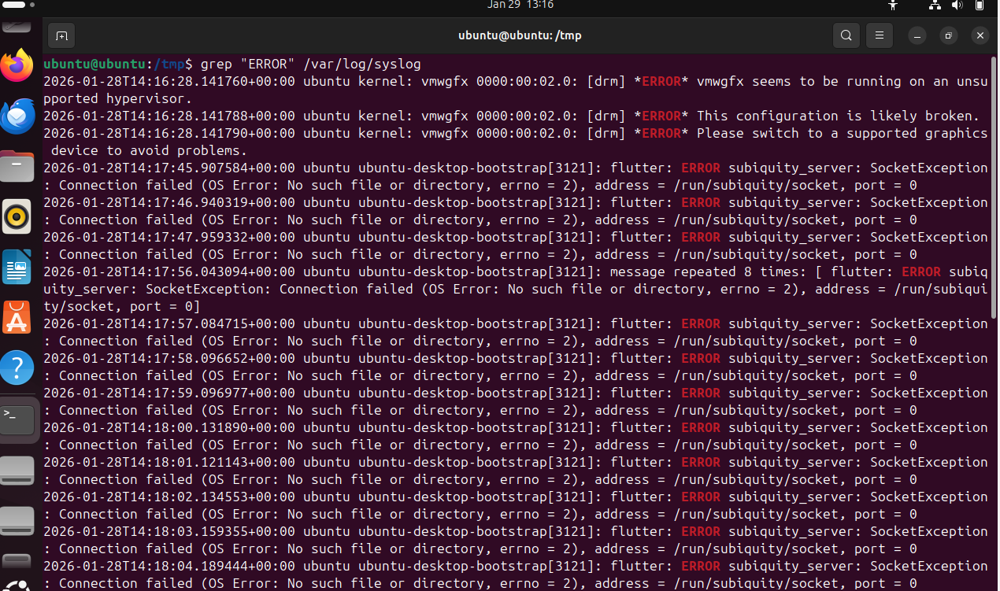 Jan 29 13:16
ubuntu@ubuntu: /tmp
ubuntu@ubuntu:/tmp$ grep "ERROR" /var/log/syslog
2026-01-28T14:16:28.141760+00:00 ubuntu kernel: vmwgfx 0000:00:02.0: [drm] *ERROR* vmwgfx seems to be running on an unsu
pported hypervisor.
2026-01-28T14:16:28.141788+00:00 ubuntu kernel: vmwgfx 0000:00:02.0: [drm] *ERROR* This configuration is likely broken.
2026-01-28T14:16:28.141790+00:00 ubuntu kernel: vmwgfx 0000:00:02.0: [drm] *ERROR* Please switch to a supported graphics
 device to avoid problems.
2026-01-28T14:17:45.907584+00:00 ubuntu ubuntu-desktop-bootstrap[3121]: flutter: ERROR subiquity_server: SocketException
: Connection failed (OS Error: No such file or directory, errno = 2), address = /run/subiquity/socket, port = 0
2026-01-28T14:17:46.940319+00:00 ubuntu ubuntu-desktop-bootstrap[3121]: flutter: ERROR subiquity_server: SocketException
: Connection failed (OS Error: No such file or directory, errno = 2), address = /run/subiquity/socket, port = 0
2026-01-28T14:17:47.959332+00:00 ubuntu ubuntu-desktop-bootstrap[3121]: flutter: ERROR subiquity_server: SocketException
: Connection failed (OS Error: No such file or directory, errno = 2), address = /run/subiquity/socket, port = 0
2026-01-28T14:17:56.043094+00:00 ubuntu ubuntu-desktop-bootstrap[3121]: message repeated 8 times: [ flutter: ERROR subiq
uity_server: SocketException: Connection failed (OS Error: No such file or directory, errno = 2), address = /run/subiqui
ty/socket, port = 0]
2026-01-28T14:17:57.084715+00:00 ubuntu ubuntu-desktop-bootstrap[3121]: flutter: ERROR subiquity_server: SocketException
: Connection failed (OS Error: No such file or directory, errno = 2), address = /run/subiquity/socket, port = 0
2026-01-28T14:17:58.096652+00:00 ubuntu ubuntu-desktop-bootstrap[3121]: flutter: ERROR subiquity_server: SocketException
: Connection failed (OS Error: No such file or directory, errno = 2), address = /run/subiquity/socket, port = 0
2026-01-28T14:17:59.096977+00:00 ubuntu ubuntu-desktop-bootstrap[3121]: flutter: ERROR subiquity_server: SocketException
: Connection failed (OS Error: No such file or directory, errno = 2), address = /run/subiquity/socket, port = 0
2026-01-28T14:18:00.131890+00:00 ubuntu ubuntu-desktop-bootstrap[3121]: flutter: ERROR subiquity_server: SocketException
: Connection failed (OS Error: No such file or directory, errno = 2), address = /run/subiquity/socket, port = 0
2026-01-28T14:18:01.121143+00:00 ubuntu ubuntu-desktop-bootstrap[3121]: flutter: ERROR subiquity_server: SocketException
: Connection failed (OS Error: No such file or directory, errno = 2), address = /run/subiquity/socket, port = 0
2026-01-28T14:18:02.134553+00:00 ubuntu ubuntu-desktop-bootstrap[3121]: flutter: ERROR subiquity_server: SocketException
: Connection failed (OS Error: No such file or directory, errno = 2), address = /run/subiquity/socket, port = 0
2026-01-28T14:18:03.159355+00:00 ubuntu ubuntu-desktop-bootstrap[3121]: flutter: ERROR subiquity_server: SocketException
: Connection failed (OS Error: No such file or directory, errno = 2), address = /run/subiquity/socket, port = 0
2026-01-28T14:18:04.189444+00:00 ubuntu ubuntu-desktop-bootstrap[3121]: flutter: ERROR subiquity_server: SocketException
: Connection failed (OS Error: No such file or directory, errno = 2), address = /run/subiquity/socket, port = 0